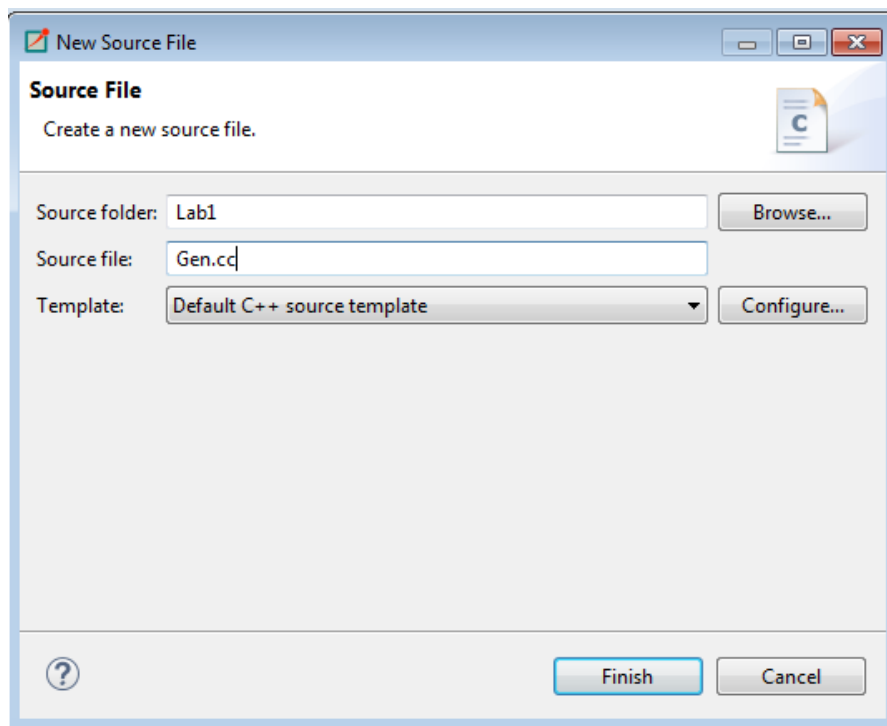 New Source File
Source File
Create a new source file.
C
Source folder: Lab1 Browse...
Source file: Gen.cc
Template: Default C++ source template Configure...
? Finish Cancel